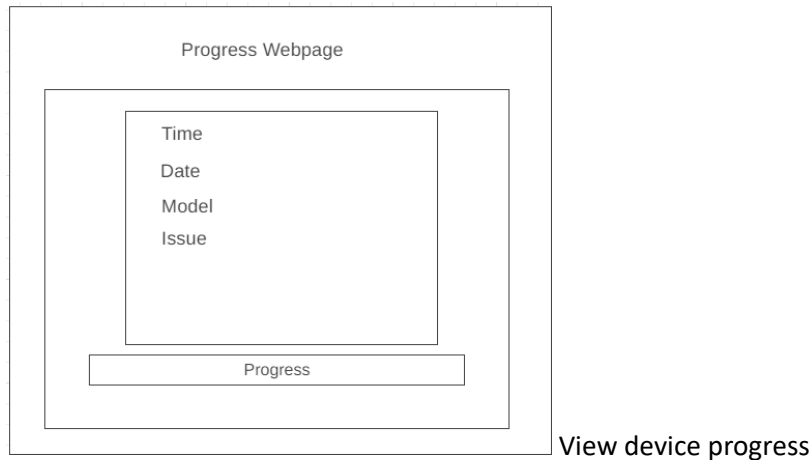 Progress Webpage
Time
Date
Model
Issue
Progress
View device progress